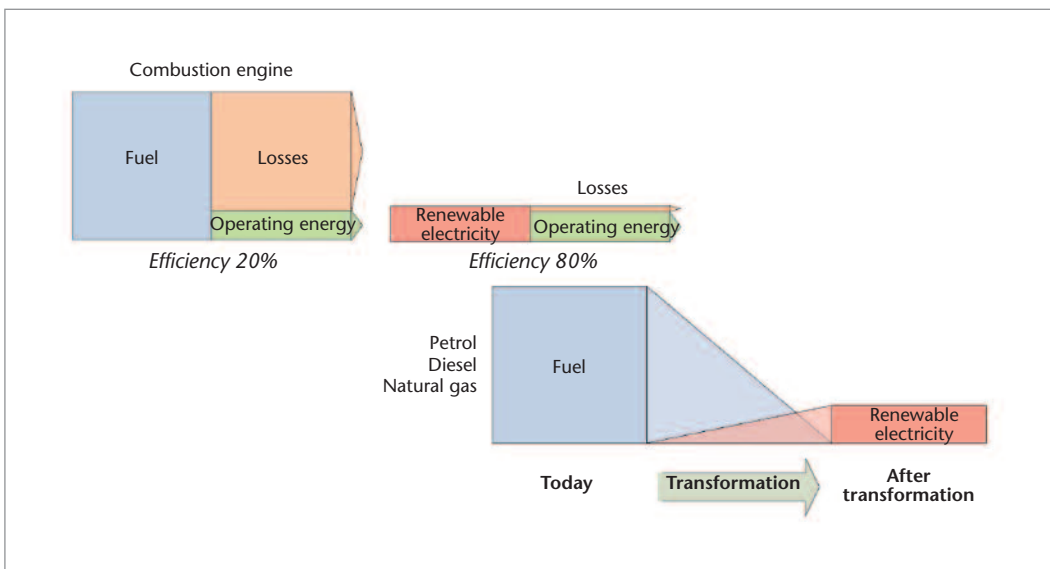 Combustion engine
Fuel
Losses
Operating energy
Efficiency 20%
Losses
Renewable
electricity
Operating energy
Efficiency 80%
Petrol
Diesel
Natural gas
Fuel
Renewable
electricity
Today
Transformation
After
transformation